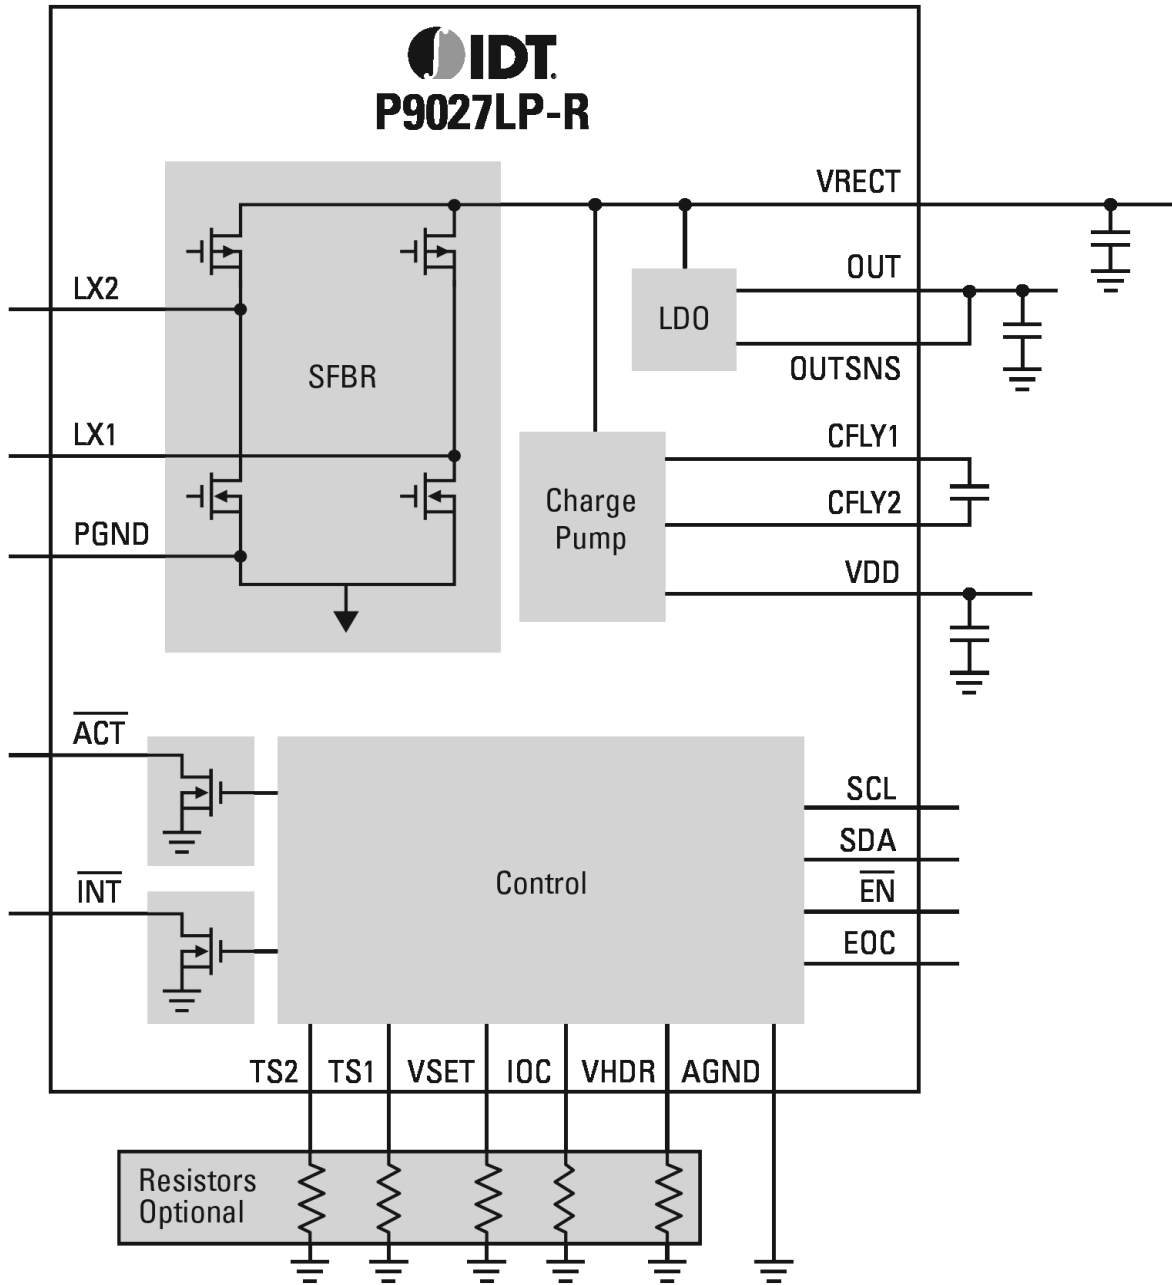 IDT.
P9027LP-R
VRECT
OUT
LX2
LDO
OUTSNS
SFBR
LX1
CFLY1
Charge
Pump
CFLY2
PGND
VDD
ACT
SCL
SDA
Control
INT
EN
EOC
TS2 TS1 VSET IOC VHDR AGND
Resistors
Optional